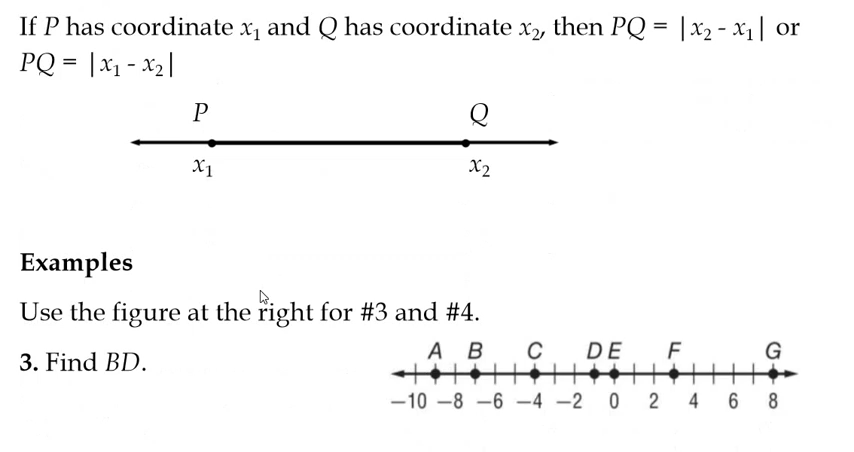 If P has coordinate x₁ and Q has coordinate x₂, then PQ = |x₂ - x₁| or
PQ = |x₁ - x₂|
P Q
x₁ x₂
Examples
Use the figure at the right for #3 and #4.
3. Find BD.
A B C D E F G
–10 –8 –6 –4 –2 0 2 4 6 8